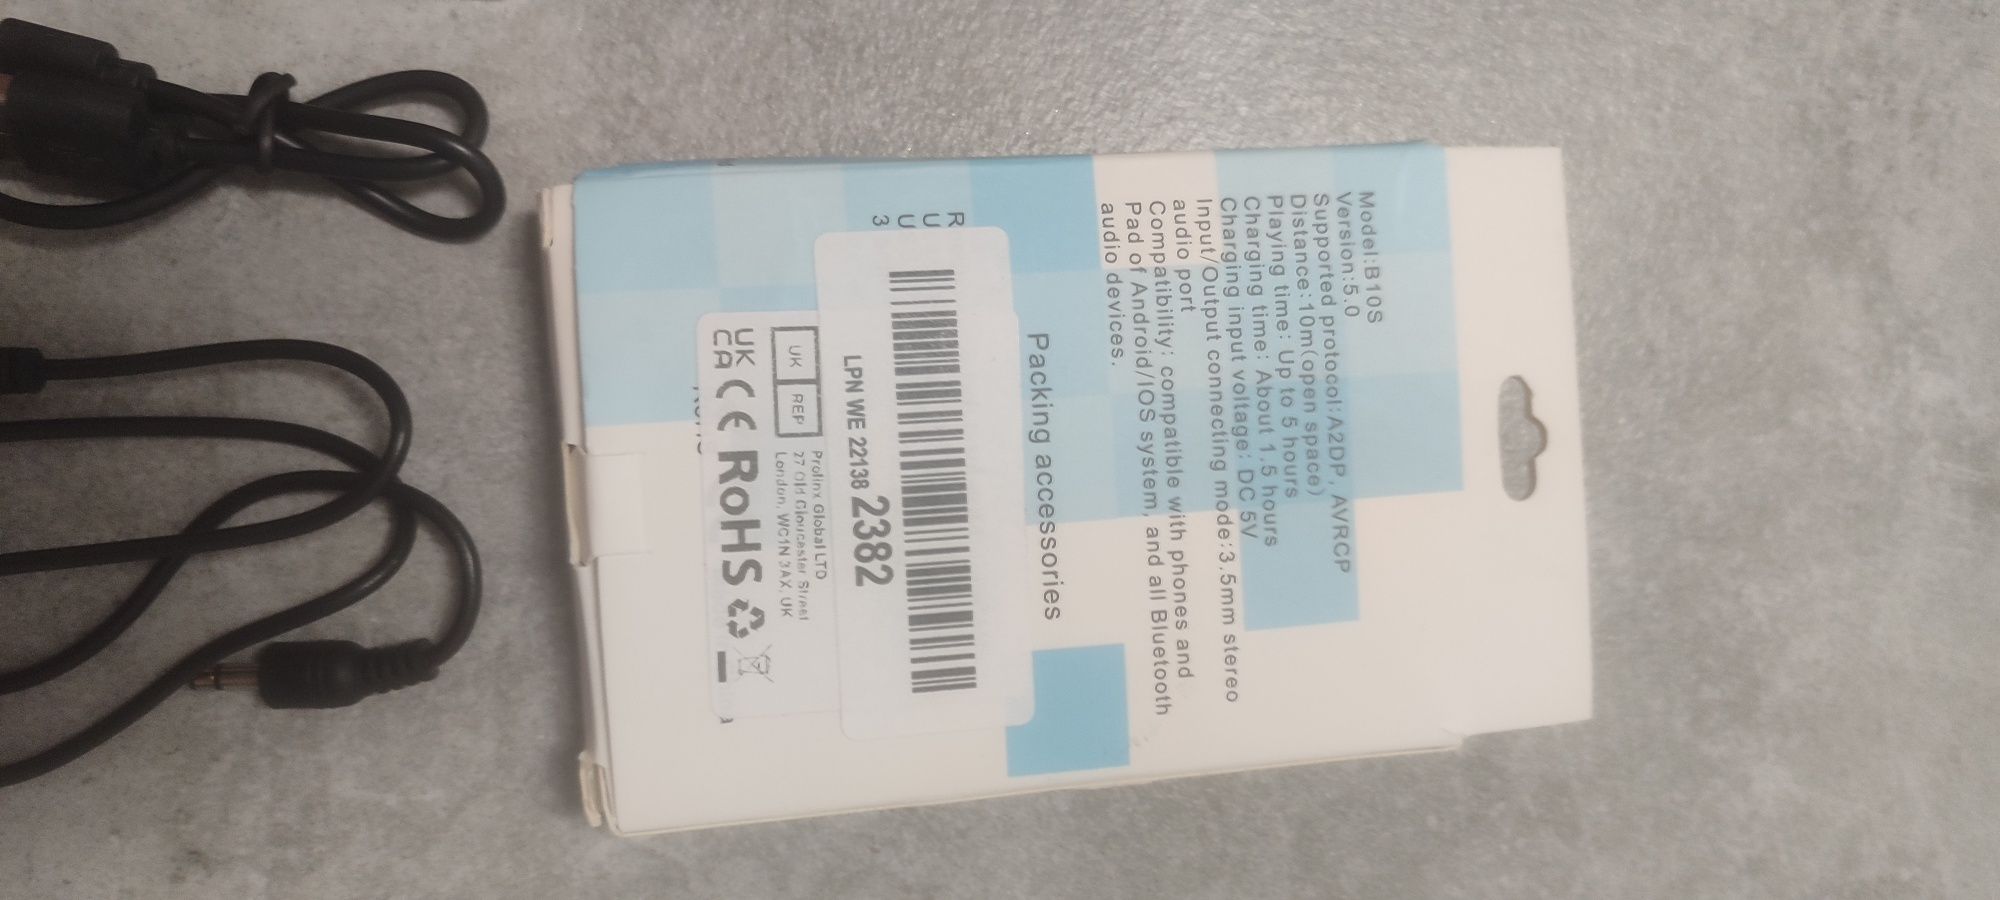 Model:B10S
Version:5.0
Supported protocol:A2DP, AVRCP
Distance:10m(open space)
Playing time: Up to 5 hours
Charging time: About 1.5 hours
Charging input voltage: DC 5V
Input/Output connecting mode:3.5mm stereo
audio port
Compatibility: compatible with phones and
Pad of Android/IOS system, and all Bluetooth
audio devices.
Packing accessories
R
U
U
3
LPN WE 22138 2382
UK REP
Prolinx Global LTD
27 Old Gloucester Street
London, WC1N 3AX, UK
UK
CA CE RoHS